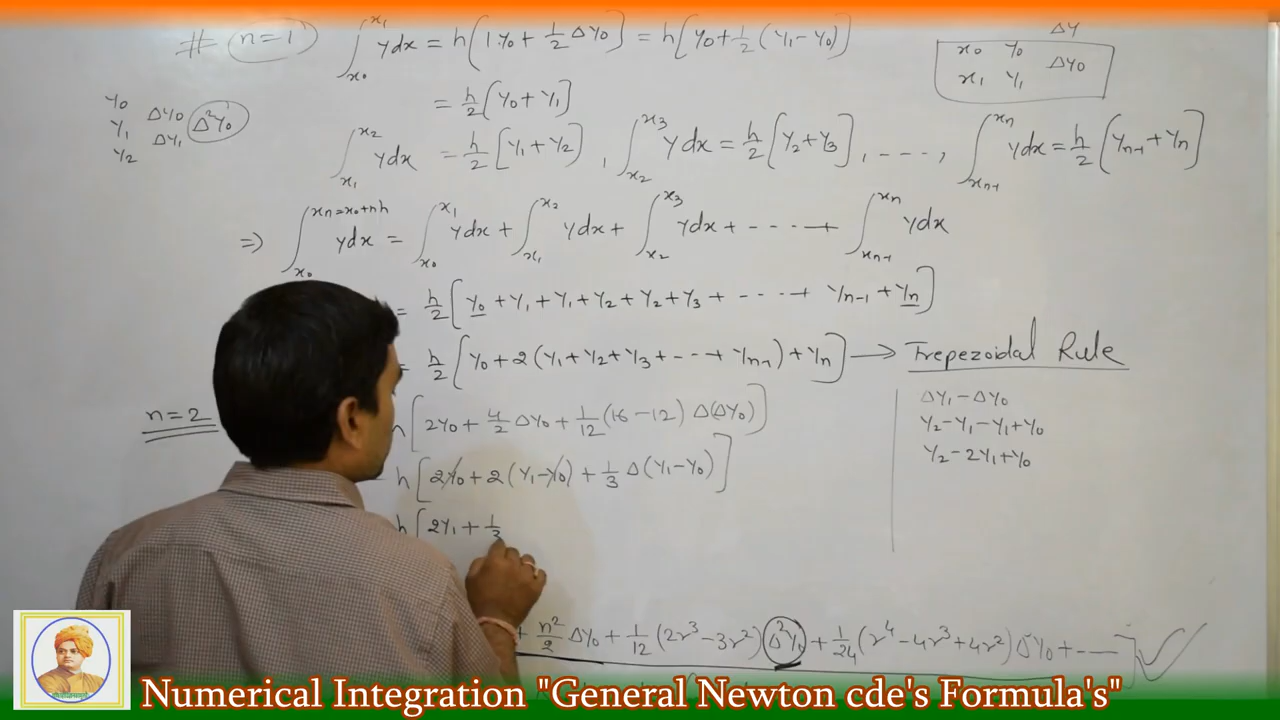 # n=1 ∫x₀^x₁ ydx = h(1·y₀ + 1/2 Δy₀) = h[y₀ + 1/2 (y₁ - y₀)]
Δy
x₀ y₀ Δy₀
x₁ y₁
= h/2 [y₀ + y₁]
y₀
y₁ Δy₀ Δ²y₀
y₂ Δy₁
∫x₁^x₂ ydx = h/2 [y₁ + y₂], ∫x₂^x₃ ydx = h/2 [y₂ + y₃], ----, ∫xₙ₋₁^xₙ ydx = h/2 [yₙ₋₁ + yₙ]
⇒ ∫x₀^xₙ=x₀+nh ydx = ∫x₀^x₁ ydx + ∫x₁^x₂ ydx + ∫x₂^x₃ ydx + ---- + ∫xₙ₋₁^xₙ ydx
= h/2 [y₀ + y₁ + y₁ + y₂ + y₂ + y₃ + ---- + yₙ₋₁ + yₙ]
= h/2 [y₀ + 2(y₁ + y₂ + y₃ + --- + yₙ₋₁) + yₙ] → Trepezoidal Rule
n=2 h[2y₀ + 4/2 Δy₀ + 1/12 (16 - 12) Δ(Δy₀)]
h[2y₀ + 2(y₁ - y₀) + 1/3 Δ(y₁ - y₀)]
h[2y₁ + 1/3
Δy₁ - Δy₀
y₂ - y₁ - y₁ + y₀
y₂ - 2y₁ + y₀
+ n²/2 Δy₀ + 1/12 (2r³ - 3r²) Δ²y₀ + 1/24 (r⁴ - 4r³ + 4r²) Δ³y₀ + ---]
Numerical Integration "General Newton cde's Formula's"